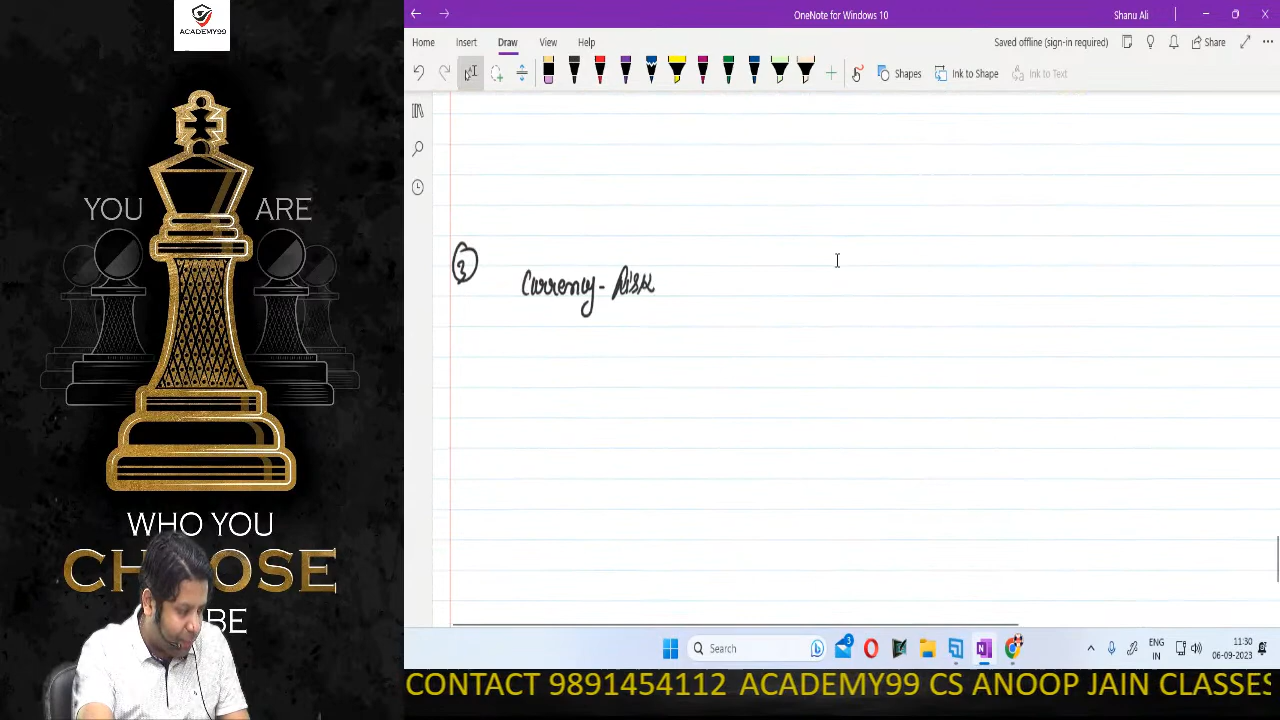 ACADEMY99
YOU ARE
WHO YOU
BE
OneNote for Windows 10
Shanu Ali
Home Insert Draw View Help
Saved offline (sign-in required)
Share
Shapes
Ink to Shape
Ink to Text
3
Currency - Risk
Search
3
ENG
IN
11:30
06-09-2023
CONTACT 9891454112 ACADEMY99 CS ANOOP JAIN CLASSES